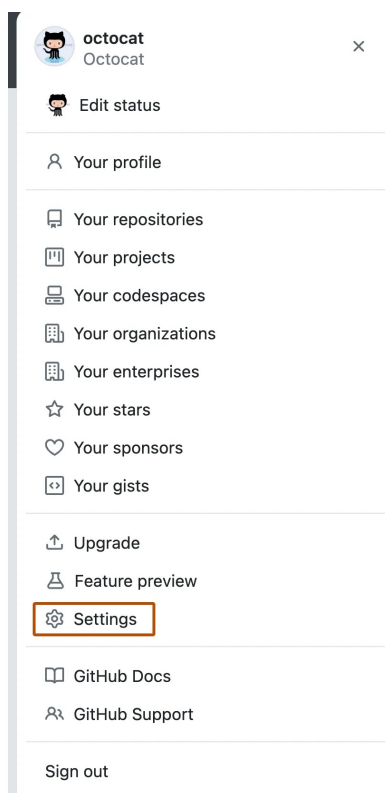 octocat
Octocat
Edit status
Your profile
Your repositories
Your projects
Your codespaces
Your organizations
Your enterprises
Your stars
Your sponsors
Your gists
Upgrade
Feature preview
Settings
GitHub Docs
GitHub Support
Sign out